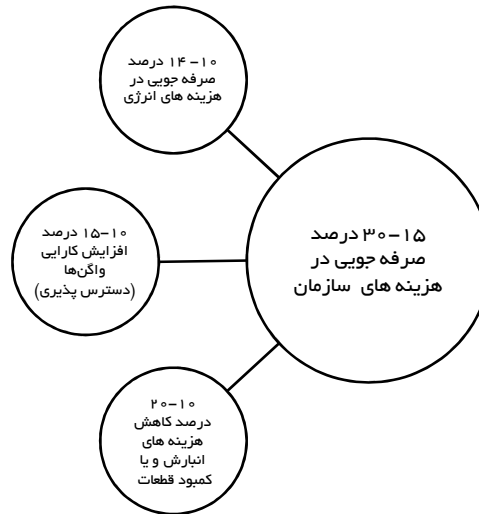 ۱۰- ۱۴ درصد
صرفه جویی در
هزینه های انرژی
۱۰-۱۵ درصد
افزایش کارایی
واگن‌ها
(دسترس پذیری)
۱۰-۲۰
درصد کاهش
هزینه های
انبارش و یا
کمبود قطعات
۱۵-۳۰ درصد
صرفه جویی در
هزینه های سازمان